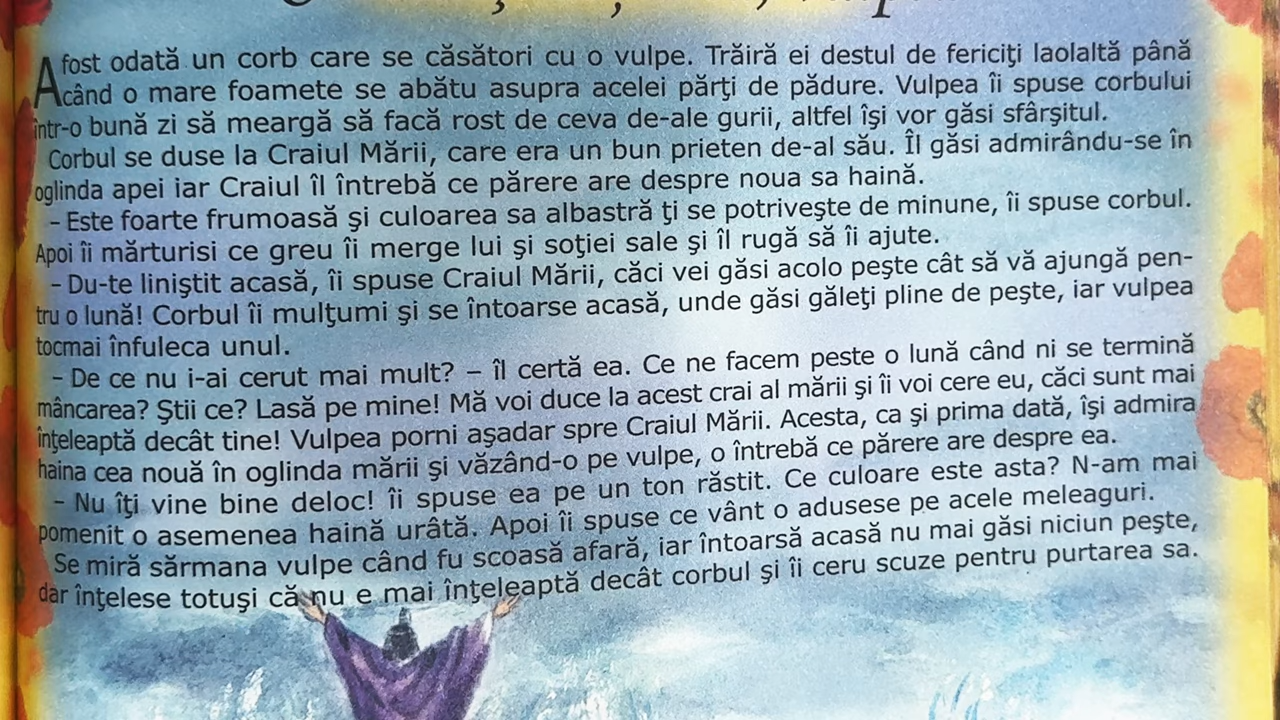 A fost odată un corb care se căsători cu o vulpe. Trăiră ei destul de fericiţi laolaltă până
când o mare foamete se abătu asupra acelei părţi de pădure. Vulpea îi spuse corbului
într-o bună zi să meargă să facă rost de ceva de-ale gurii, altfel îşi vor găsi sfârşitul.
Corbul se duse la Craiul Mării, care era un bun prieten de-al său. Îl găsi admirându-se în
oglinda apei iar Craiul îl întrebă ce părere are despre noua sa haină.
– Este foarte frumoasă şi culoarea sa albastră ţi se potriveşte de minune, îi spuse corbul.
Apoi îi mărturisi ce greu îi merge lui şi soţiei sale şi îl rugă să îi ajute.
– Du-te liniştit acasă, îi spuse Craiul Mării, căci vei găsi acolo peşte cât să vă ajungă pen-
tru o lună! Corbul îi mulţumi şi se întoarse acasă, unde găsi găleţi pline de peşte, iar vulpea
tocmai înfuleca unul.
– De ce nu i-ai cerut mai mult? – îl certă ea. Ce ne facem peste o lună când ni se termină
mâncarea? Ştii ce? Lasă pe mine! Mă voi duce la acest crai al mării şi îi voi cere eu, căci sunt mai
înţeleaptă decât tine! Vulpea porni aşadar spre Craiul Mării. Acesta, ca şi prima dată, îşi admira
haina cea nouă în oglinda mării şi văzând-o pe vulpe, o întrebă ce părere are despre ea.
– Nu îţi vine bine deloc! îi spuse ea pe un ton răstit. Ce culoare este asta? N-am mai
pomenit o asemenea haină urâtă. Apoi îi spuse ce vânt o adusese pe acele meleaguri.
Se miră sărmana vulpe când fu scoasă afară, iar întoarsă acasă nu mai găsi niciun peşte,
dar înţelese totuşi că nu e mai înţeleaptă decât corbul şi îi ceru scuze pentru purtarea sa.